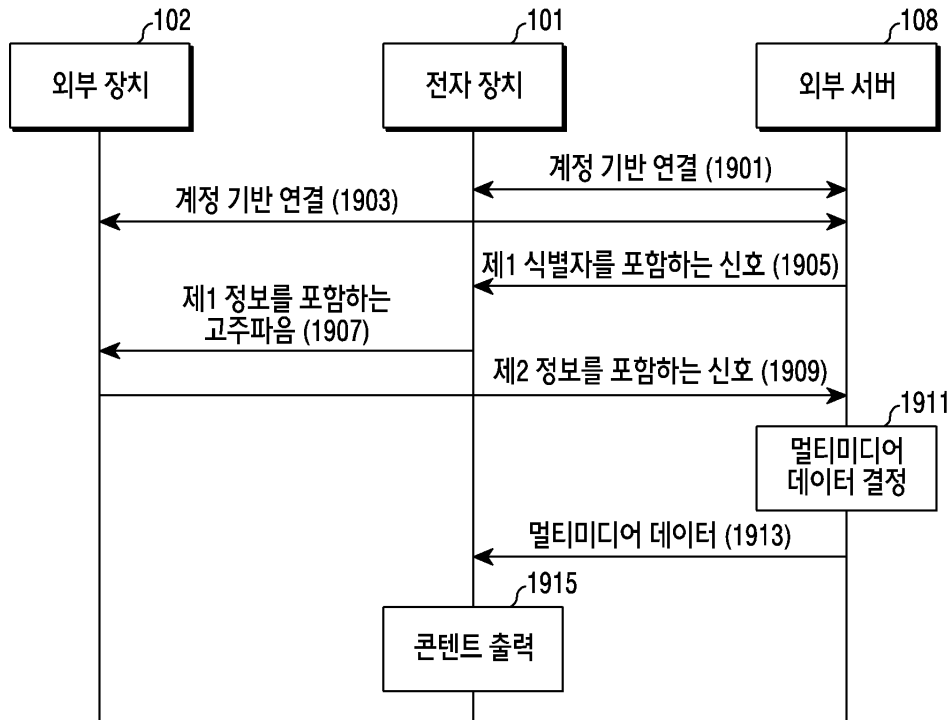 102
101
108
외부 장치
전자 장치
외부 서버
계정 기반 연결 (1901)
계정 기반 연결 (1903)
제1 식별자를 포함하는 신호 (1905)
제1 정보를 포함하는
고주파음 (1907)
제2 정보를 포함하는 신호 (1909)
1911
멀티미디어
데이터 결정
멀티미디어 데이터 (1913)
1915
콘텐트 출력